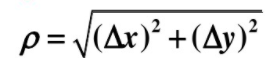 ρ = √((Δx)² + (Δy)²)